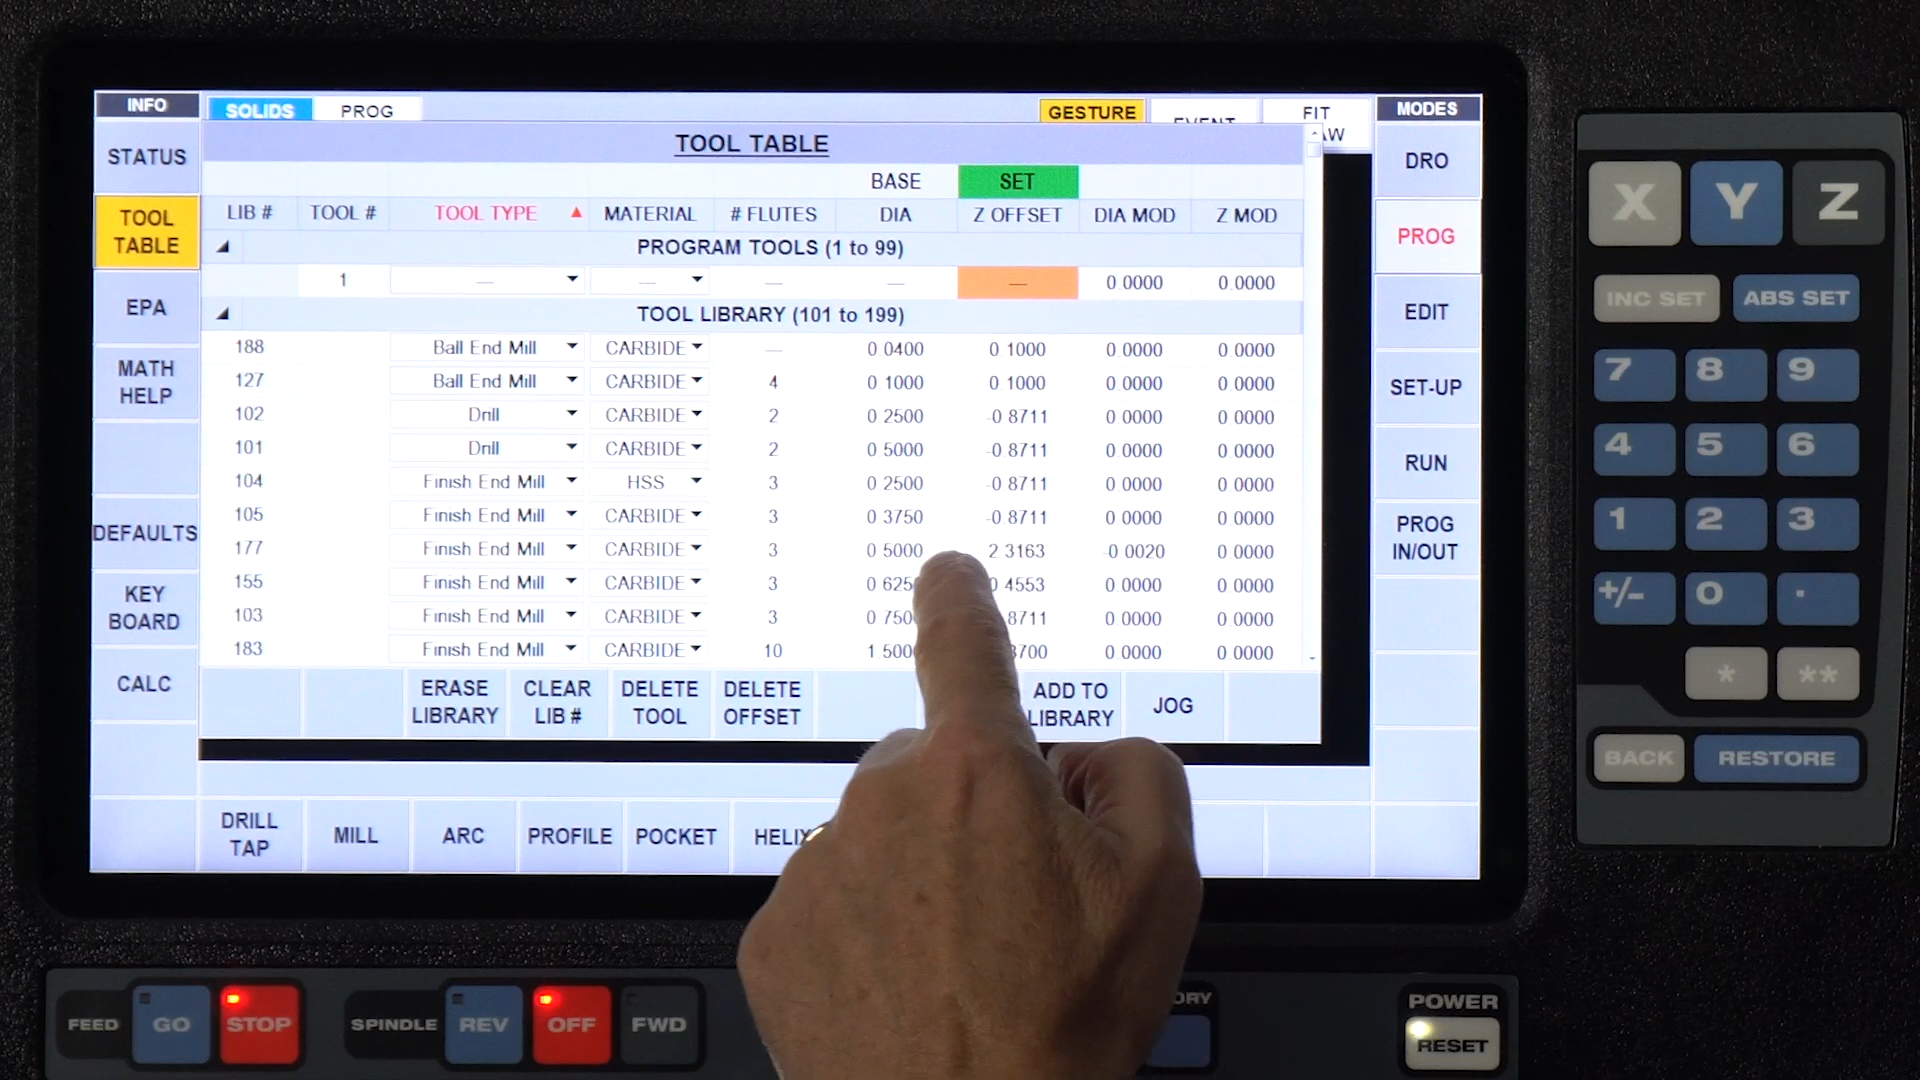 INFO
SOLIDS PROG GESTURE EVENT FIT
MODES
STATUS
TOOL TABLE
DRO
BASE SET
TOOL
TABLE
LIB # TOOL # TOOL TYPE MATERIAL # FLUTES DIA Z OFFSET DIA MOD Z MOD
PROG
PROGRAM TOOLS (1 to 99)
1 — — — — — 0.0000 0.0000
EPA
EDIT
TOOL LIBRARY (101 to 199)
188 Ball End Mill CARBIDE — 0 0400 0 1000 0 0000 0 0000
127 Ball End Mill CARBIDE 4 0 1000 0 1000 0 0000 0 0000
MATH
HELP
SET-UP
102 Drill CARBIDE 2 0 2500 -0 8711 0 0000 0 0000
101 Drill CARBIDE 2 0 5000 -0 8711 0 0000 0 0000
RUN
104 Finish End Mill HSS 3 0 2500 -0 8711 0 0000 0 0000
105 Finish End Mill CARBIDE 3 0 3750 -0 8711 0 0000 0 0000
DEFAULTS
PROG
IN/OUT
177 Finish End Mill CARBIDE 3 0 5000 2 3163 -0 0020 0 0000
155 Finish End Mill CARBIDE 3 0 625 0 4553 0 0000 0 0000
KEY
BOARD
103 Finish End Mill CARBIDE 3 0 750 8711 0 0000 0 0000
183 Finish End Mill CARBIDE 10 1 500 3700 0 0000 0 0000
CALC
ERASE
LIBRARY
CLEAR
LIB #
DELETE
TOOL
DELETE
OFFSET
ADD TO
LIBRARY
JOG
DRILL
TAP
MILL
ARC
PROFILE
POCKET
HELIX
X Y Z
INC SET ABS SET
7 8 9
4 5 6
1 2 3
+/- 0 .
* **
BACK RESTORE
FEED GO STOP
SPINDLE REV OFF FWD
POWER
RESET